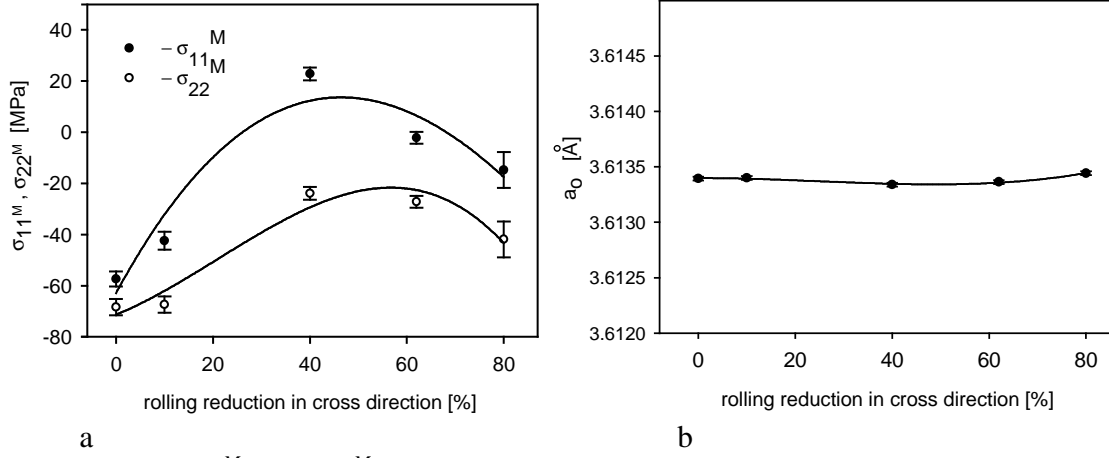 σ11M , σ22M [MPa]
40
20
0
-20
-40
-60
-80
– σ11M
– σ22M
0 20 40 60 80
rolling reduction in cross direction [%]
a
ao [Å]
3.6145
3.6140
3.6135
3.6130
3.6125
3.6120
0 20 40 60 80
rolling reduction in cross direction [%]
b